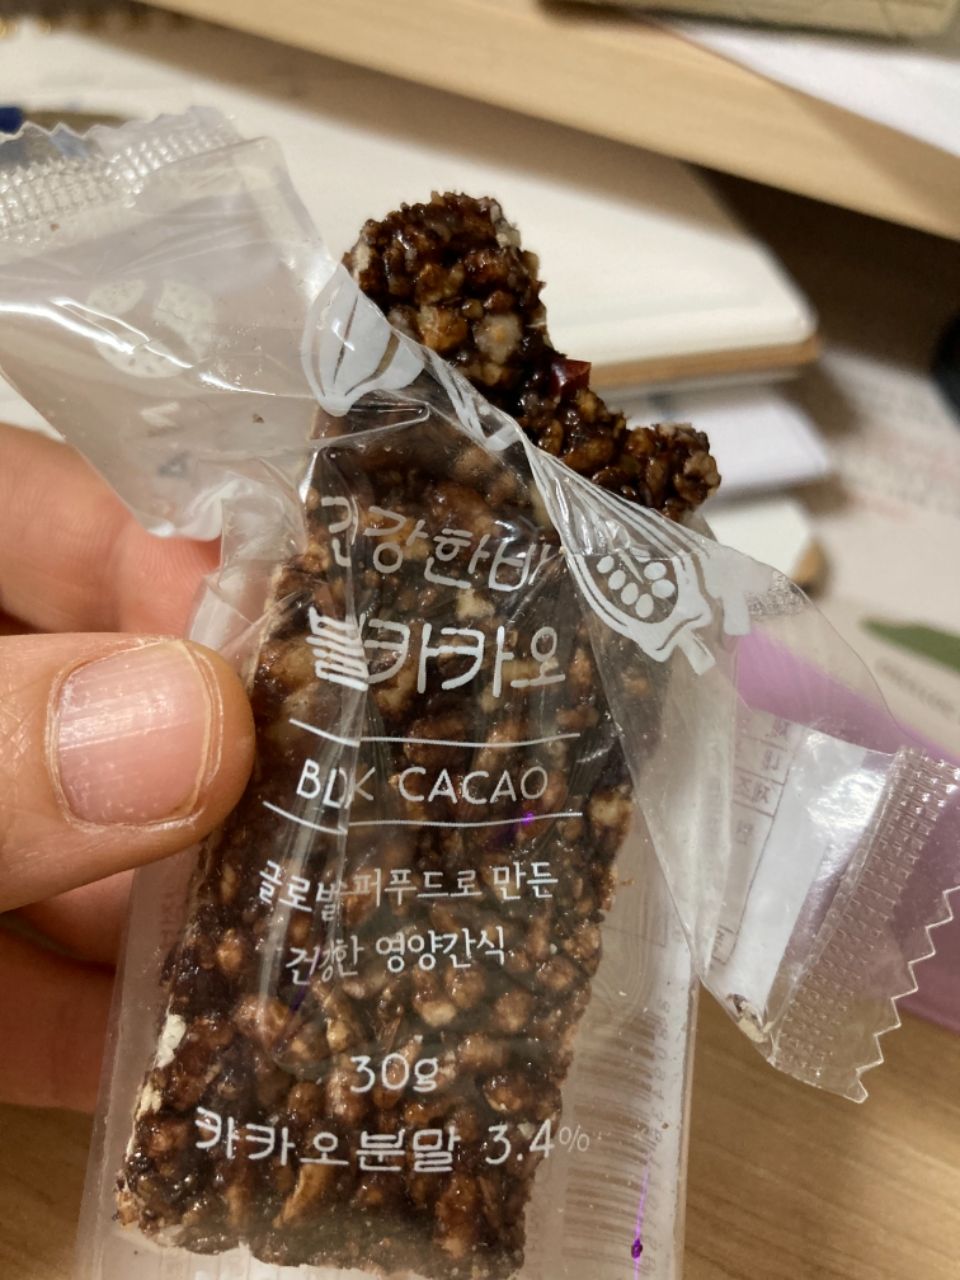 건강한바
블카카오
BLK CACAO
글로벌퍼푸드로 만든
건강한 영양간식
30g
카카오분말 3.4%